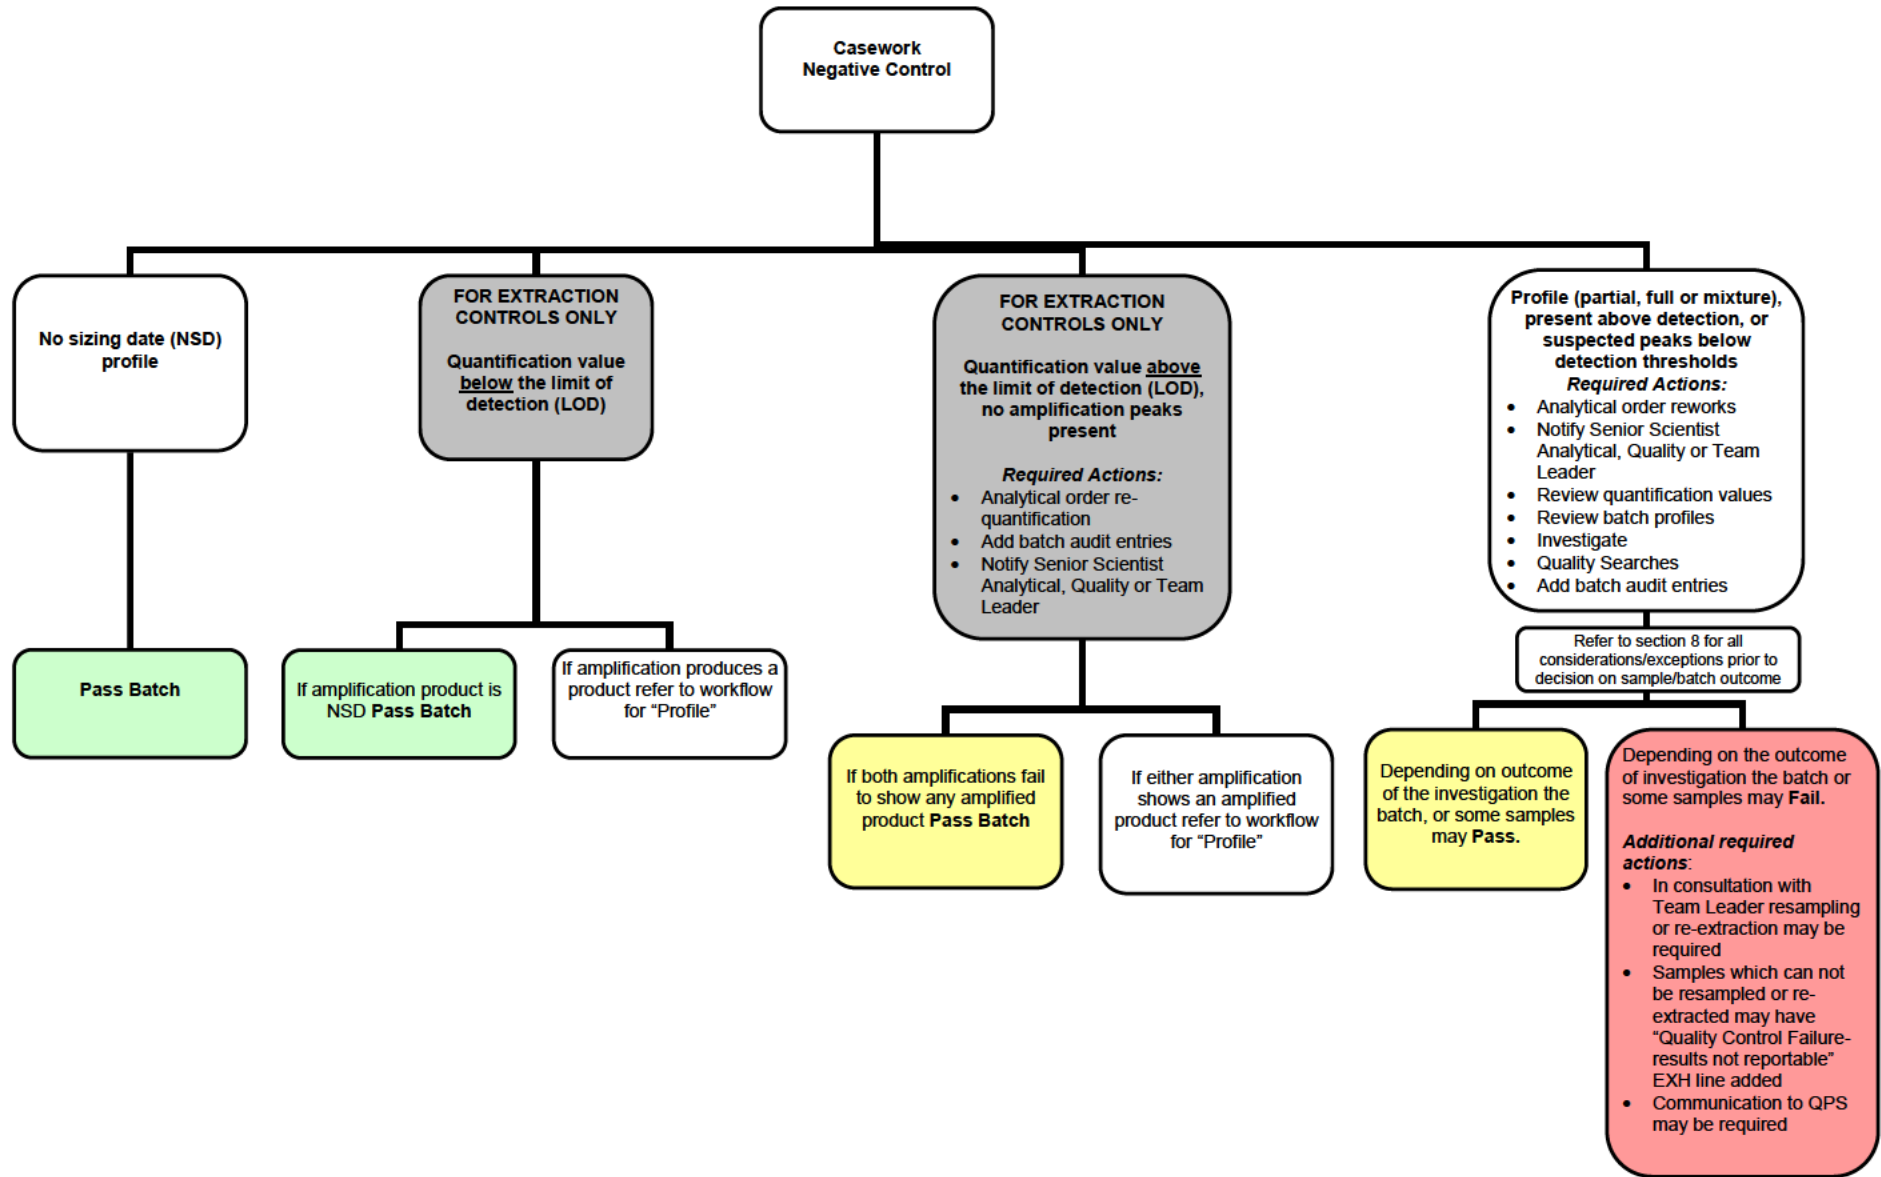 Casework
Negative Control
No sizing date (NSD)
profile
FOR EXTRACTION
CONTROLS ONLY
Quantification value
below the limit of
detection (LOD)
FOR EXTRACTION
CONTROLS ONLY
Quantification value above
the limit of detection (LOD),
no amplification peaks
present
Required Actions:
• Analytical order re-
quantification
• Add batch audit entries
• Notify Senior Scientist
Analytical, Quality or Team
Leader
Profile (partial, full or mixture),
present above detection, or
suspected peaks below
detection thresholds
Required Actions:
• Analytical order reworks
• Notify Senior Scientist
Analytical, Quality or Team
Leader
• Review quantification values
• Review batch profiles
• Investigate
• Quality Searches
• Add batch audit entries
Pass Batch
If amplification product is
NSD Pass Batch
If amplification produces a
product refer to workflow
for “Profile”
If both amplifications fail
to show any amplified
product Pass Batch
If either amplification
shows an amplified
product refer to workflow
for “Profile”
Refer to section 8 for all
considerations/exceptions prior to
decision on sample/batch outcome
Depending on outcome
of the investigation the
batch, or some samples
may Pass.
Depending on the outcome
of investigation the batch or
some samples may Fail.
Additional required
actions:
• In consultation with
Team Leader resampling
or re-extraction may be
required
• Samples which can not
be resampled or re-
extracted may have
“Quality Control Failure-
results not reportable”
EXH line added
• Communication to QPS
may be required